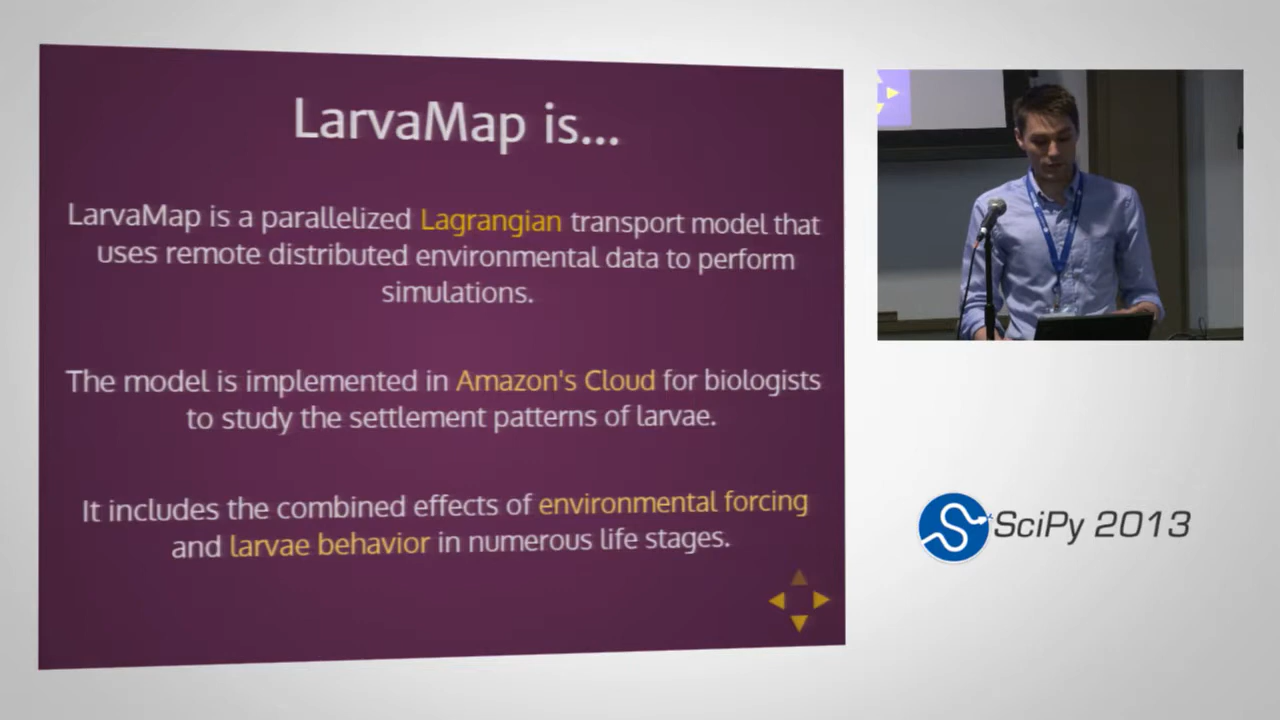 LarvaMap is...
LarvaMap is a parallelized Lagrangian transport model that
uses remote distributed environmental data to perform
simulations.
The model is implemented in Amazon's Cloud for biologists
to study the settlement patterns of larvae.
It includes the combined effects of environmental forcing
and larvae behavior in numerous life stages.
SciPy 2013